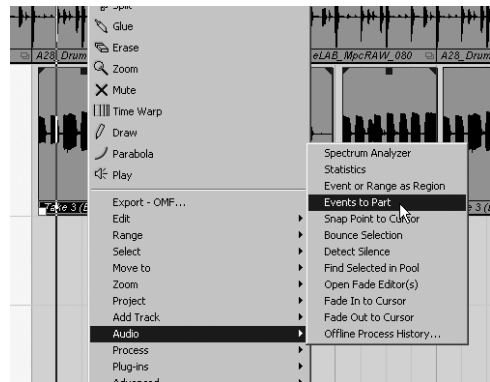 Split
Glue
Erase
Zoom
Mute
Time Warp
Draw
Parabola
Play
Export - OMF...
Edit
Range
Select
Move to
Zoom
Project
Add Track
Audio
Process
Plug-ins
Advanced
Spectrum Analyzer
Statistics
Event or Range as Region
Events to Part
Snap Point to Cursor
Bounce Selection
Detect Silence
Find Selected in Pool
Open Fade Editor(s)
Fade In to Cursor
Fade Out to Cursor
Offline Process History...
A28_Drum
eLAB_MpcRAW_080
A28_Drum
Take 3 (
e 3 (